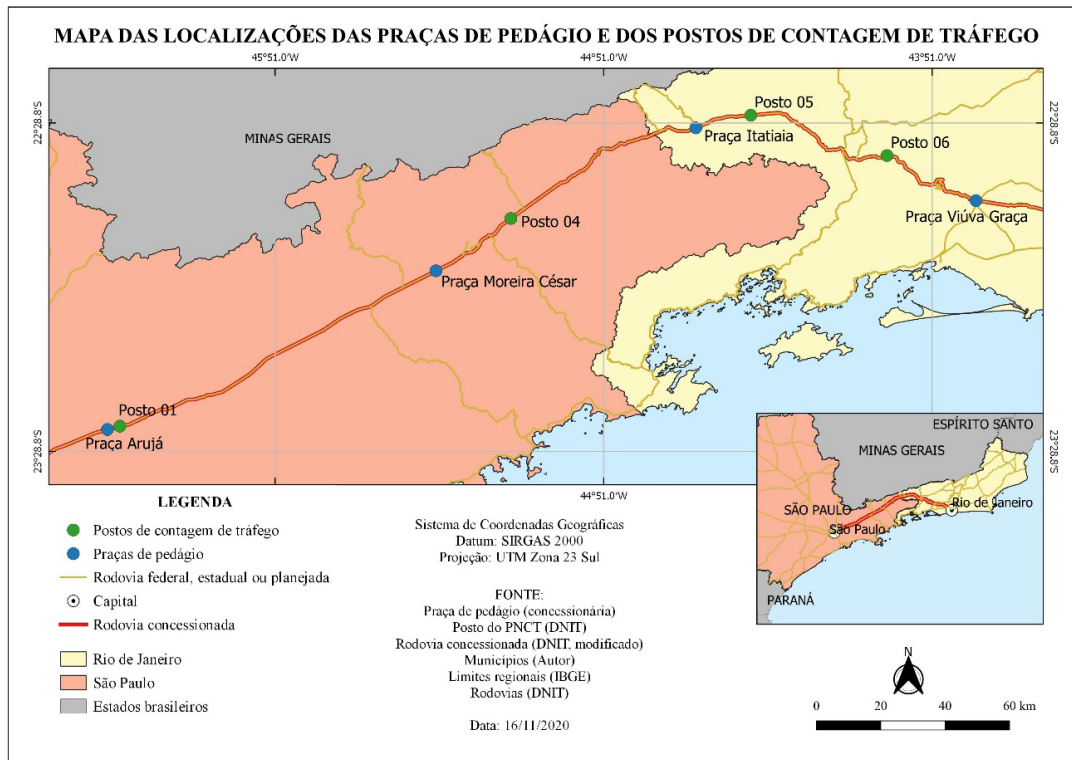 MAPA DAS LOCALIZAÇÕES DAS PRAÇAS DE PEDÁGIO E DOS POSTOS DE CONTAGEM DE TRÁFEGO
45°51.0'W
44°51.0'W
43°51.0'W
22°28.8'S
22°28.8'S
MINAS GERAIS
Posto 05
Praça Itatiaia
Posto 06
Praça Viúva Graça
Posto 04
Praça Moreira César
Posto 01
Praça Arujá
23°28.8'S
23°28.8'S
44°51.0'W
ESPÍRITO SANTO
MINAS GERAIS
SÃO PAULO
Rio de Janeiro
São Paulo
PARANÁ
LEGENDA
Postos de contagem de tráfego
Praças de pedágio
Rodovia federal, estadual ou planejada
Capital
Rodovia concessionada
Rio de Janeiro
São Paulo
Estados brasileiros
Sistema de Coordenadas Geográficas
Datum: SIRGAS 2000
Projeção: UTM Zona 23 Sul
FONTE:
Praça de pedágio (concessionária)
Posto do PNCT (DNIT)
Rodovia concessionada (DNIT, modificado)
Municípios (Autor)
Limites regionais (IBGE)
Rodovias (DNIT)
Data: 16/11/2020
N
0 20 40 60 km